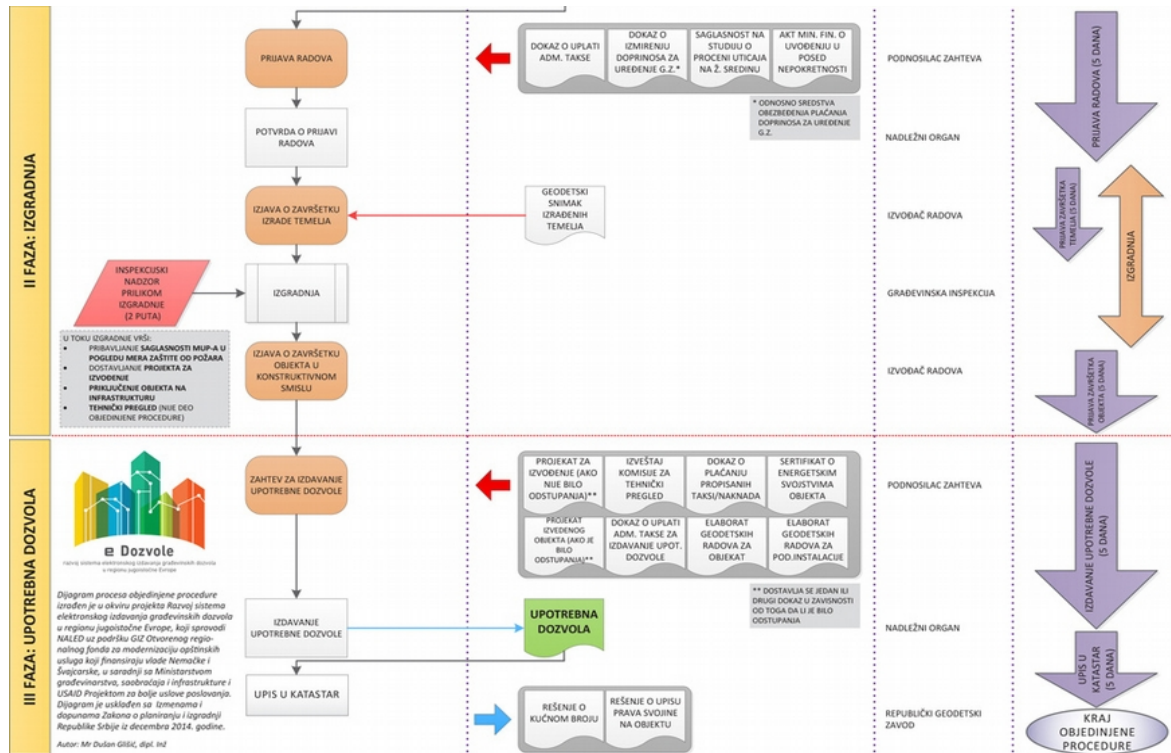 II FAZA: IZGRADNJA
PRIJAVA RADOVA
DOKAZ O UPLATI
ADM. TAKSE
DOKAZ O
IZMIRENJU
DOPRINOSA ZA
UREĐENJE G.Z.*
SAGLASNOST NA
STUDIJU O
PROCENI UTICAJA
NA Ž. SREDINU
AKT MIN. FIN. O
UVOĐENJU U
POSED
NEPOKRETNOSTI
PODNOSILAC ZAHTEVA
PRIJAVA RADOVA (5 DANA)
* ODNOSNO SREDSTVA
OBEZBEĐENJA PLAĆANJA
DOPRINOSA ZA UREĐENJE
G.Z.
POTVRDA O PRIJAVI
RADOVA
NADLEŽNI ORGAN
IZJAVA O ZAVRŠETKU
IZRADE TEMELJA
GEODETSKI
SNIMAK
IZRAĐENIH
TEMELJA
IZVOĐAČ RADOVA
PRIJAVA ZAVRŠETKA
TEMELJA (5 DANA)
IZGRADNJA
INSPEKCIJSKI
NADZOR
PRILIKOM
IZGRADNJE
(2 PUTA)
IZGRADNJA
GRAĐEVINSKA INSPEKCIJA
U TOKU IZGRADNJE VRŠI:
• PRIBAVLJANJE SAGLASNOSTI MUP-A U
POGLEDU MERA ZAŠTITE OD POŽARA
• DOSTAVLJANJE PROJEKTA ZA
IZVOĐENJE
• PRIKLJUČENJE OBJEKTA NA
INFRASTRUKTURU
• TEHNIČKI PREGLED (NIJE DEO
OBJEDINJENE PROCEDURE)
IZJAVA O ZAVRŠETKU
OBJEKTA U
KONSTRUKTIVNOM
SMISLU
IZVOĐAČ RADOVA
PRIJAVA ZAVRŠETKA
OBJEKTA (5 DANA)
III FAZA: UPOTREBNA DOZVOLA
ZAHTEV ZA IZDAVANJE
UPOTREBNE DOZVOLE
PROJEKAT ZA
IZVOĐENJE (AKO
NIJE BILO
ODSTUPANJA)**
IZVEŠTAJ
KOMISIJE ZA
TEHNIČKI
PREGLED
DOKAZ O
PLAĆANJU
PROPISANIH
TAKSI/NAKNADA
SERTIFIKAT O
ENERGETSKIM
SVOJSTVIMA
OBJEKTA
PODNOSILAC ZAHTEVA
PROJEKAT
IZVEDENOG
OBJEKTA (AKO JE
BILO
ODSTUPANJA)**
DOKAZ O UPLATI
ADM. TAKSE ZA
IZDAVANJE UPOT.
DOZVOLE
ELABORAT
GEODETSKIH
RADOVA ZA
OBJEKAT
ELABORAT
GEODETSKIH
RADOVA ZA
POD.INSTALACIJE
IZDAVANJE UPOTREBNE DOZVOLE
(5 DANA)
** DOSTAVLJA SE JEDAN ILI
DRUGI DOKAZ U ZAVISNOSTI
OD TOGA DA LI JE BILO
ODSTUPANJA
e Dozvole
razvoj sistema elektronskog izdavanja građevinskih dozvola
u regionu jugoistočne Evrope
Dijagram procesa objedinjene procedure
izrađen je u okviru projekta Razvoj sistema
elektronskog izdavanja građevinskih dozvola
u regionu jugoistočne Evrope, koji sprovodi
NALED uz podršku GIZ Otvorenog regio-
nalnog fonda za modernizaciju opštinskih
usluga koji finansiraju vlade Nemačke i
Švajcarske, u saradnji sa Ministarstvom
građevinarstva, saobraćaja i infrastrukture i
USAID Projektom za bolje uslove poslovanja.
Dijagram je usklađen sa Izmenama i
dopunama Zakona o planiranju i izgradnji
Republike Srbije iz decembra 2014. godine.
Autor: Mr Dušan Glišić, dipl. Inž
IZDAVANJE
UPOTREBNE DOZVOLE
UPOTREBNA
DOZVOLA
NADLEŽNI ORGAN
UPIS U KATASTAR
UPIS U
KATASTAR
(5 DANA)
REŠENJE O
KUĆNOM BROJU
REŠENJE O UPISU
PRAVA SVOJINE
NA OBJEKTU
REPUBLIČKI GEODETSKI
ZAVOD
KRAJ
OBJEDINJENE
PROCEDURE